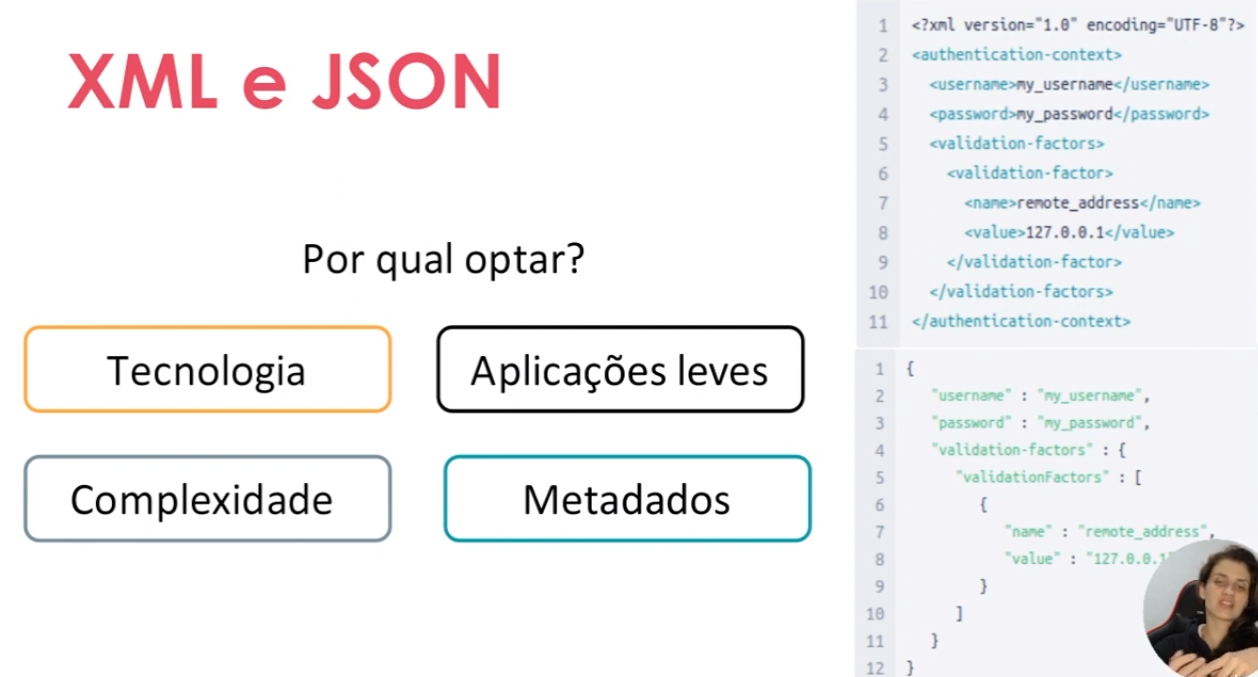 XML e JSON
Por qual optar?
Tecnologia
Aplicações leves
Complexidade
Metadados
1 <?xml version="1.0" encoding="UTF-8"?>
2 <authentication-context>
3 <username>my_username</username>
4 <password>my_password</password>
5 <validation-factors>
6 <validation-factor>
7 <name>remote_address</name>
8 <value>127.0.0.1</value>
9 </validation-factor>
10 </validation-factors>
11 </authentication-context>
1 {
2 "username" : "my_username",
3 "password" : "my_password",
4 "validation-factors" : {
5 "validationFactors" : [
6 {
7 "name" : "remote_address",
8 "value" : "127.0.0.1"
9 }
10 ]
11 }
12 }